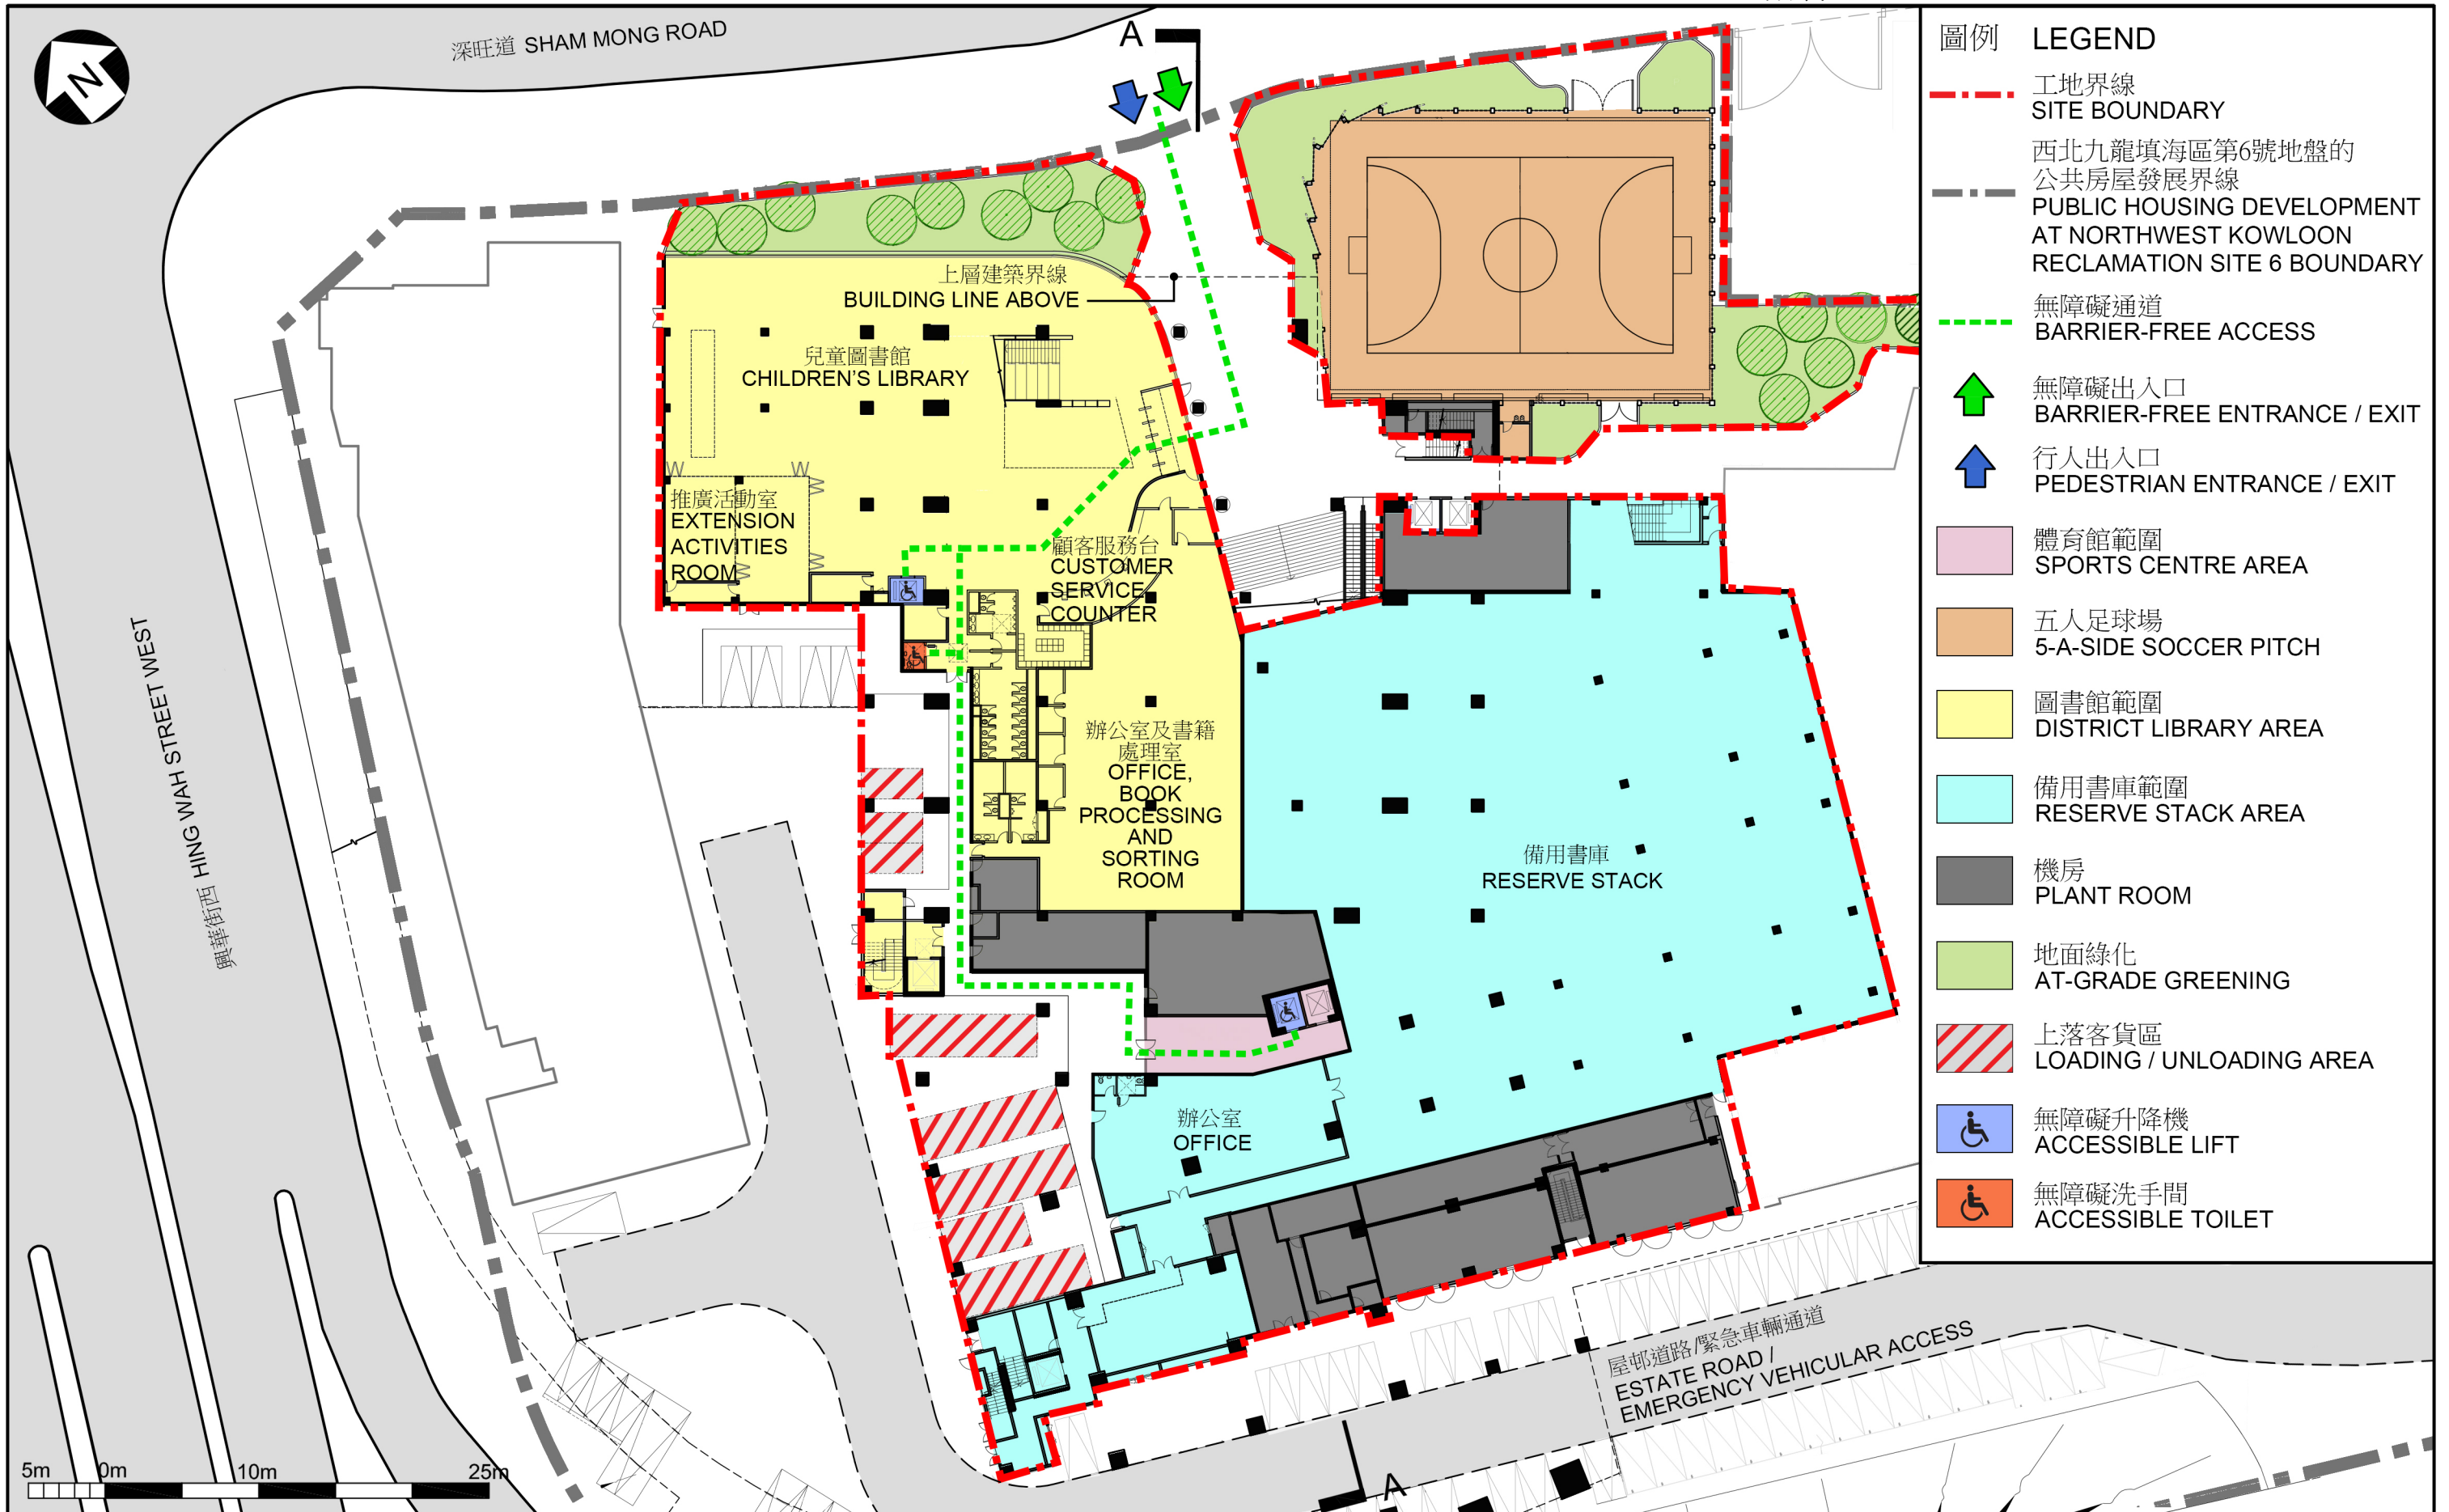 深旺道 SHAM MONG ROAD
N
A
上層建築界線
BUILDING LINE ABOVE
兒童圖書館
CHILDREN'S LIBRARY
W W
W
推廣活動室
EXTENSION
ACTIVITIES
ROOM
W
W
顧客服務台
CUSTOMER
SERVICE
COUNTER
辦公室及書籍
處理室
OFFICE,
BOOK
PROCESSING
AND
SORTING
ROOM
備用書庫
RESERVE STACK
辦公室
OFFICE
興華街西 HING WAH STREET WEST
屋邨道路/緊急車輛通道
ESTATE ROAD /
EMERGENCY VEHICULAR ACCESS
A
5m 0m 10m 25m
圖例 LEGEND
工地界線
SITE BOUNDARY
西北九龍填海區第6號地盤的
公共房屋發展界線
PUBLIC HOUSING DEVELOPMENT
AT NORTHWEST KOWLOON
RECLAMATION SITE 6 BOUNDARY
無障礙通道
BARRIER-FREE ACCESS
無障礙出入口
BARRIER-FREE ENTRANCE / EXIT
行人出入口
PEDESTRIAN ENTRANCE / EXIT
體育館範圍
SPORTS CENTRE AREA
五人足球場
5-A-SIDE SOCCER PITCH
圖書館範圍
DISTRICT LIBRARY AREA
備用書庫範圍
RESERVE STACK AREA
機房
PLANT ROOM
地面綠化
AT-GRADE GREENING
上落客貨區
LOADING / UNLOADING AREA
無障礙升降機
ACCESSIBLE LIFT
無障礙洗手間
ACCESSIBLE TOILET